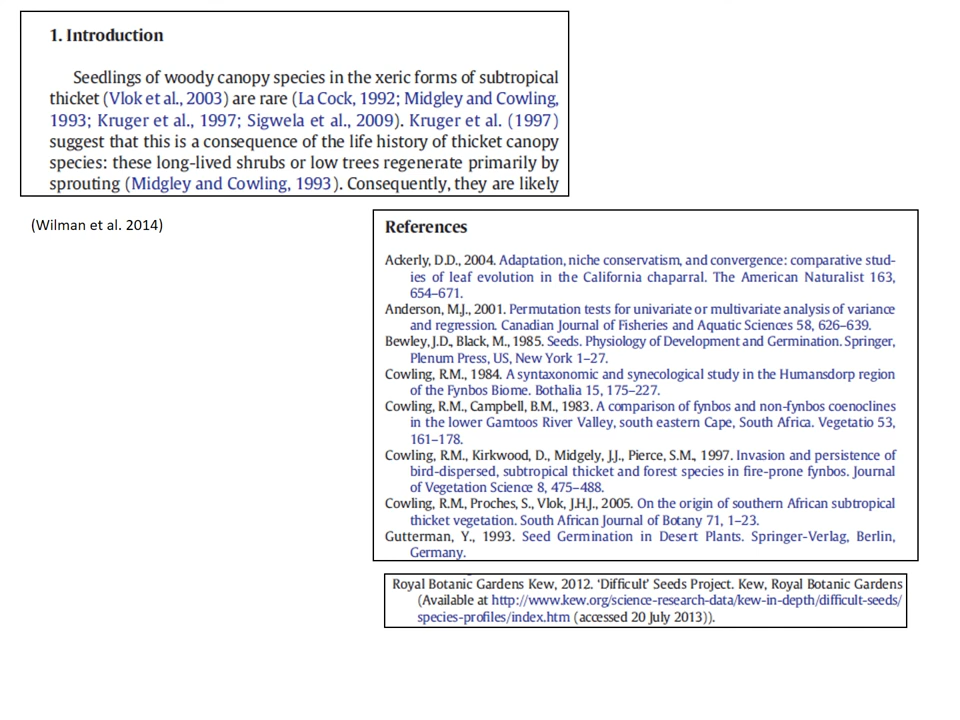 1. Introduction
Seedlings of woody canopy species in the xeric forms of subtropical
thicket (Vlok et al., 2003) are rare (La Cock, 1992; Midgley and Cowling,
1993; Kruger et al., 1997; Sigwela et al., 2009). Kruger et al. (1997)
suggest that this is a consequence of the life history of thicket canopy
species: these long-lived shrubs or low trees regenerate primarily by
sprouting (Midgley and Cowling, 1993). Consequently, they are likely
(Wilman et al. 2014)
References
Ackerly, D.D., 2004. Adaptation, niche conservatism, and convergence: comparative stud-
ies of leaf evolution in the California chaparral. The American Naturalist 163,
654–671.
Anderson, M.J., 2001. Permutation tests for univariate or multivariate analysis of variance
and regression. Canadian Journal of Fisheries and Aquatic Sciences 58, 626–639.
Bewley, J.D., Black, M., 1985. Seeds. Physiology of Development and Germination. Springer,
Plenum Press, US, New York 1–27.
Cowling, R.M., 1984. A syntaxonomic and synecological study in the Humansdorp region
of the Fynbos Biome. Bothalia 15, 175–227.
Cowling, R.M., Campbell, B.M., 1983. A comparison of fynbos and non-fynbos coenoclines
in the lower Gamtoos River Valley, south eastern Cape, South Africa. Vegetatio 53,
161–178.
Cowling, R.M., Kirkwood, D., Midgely, J.J., Pierce, S.M., 1997. Invasion and persistence of
bird-dispersed, subtropical thicket and forest species in fire-prone fynbos. Journal
of Vegetation Science 8, 475–488.
Cowling, R.M., Proches, S., Vlok, J.H.J., 2005. On the origin of southern African subtropical
thicket vegetation. South African Journal of Botany 71, 1–23.
Gutterman, Y., 1993. Seed Germination in Desert Plants. Springer-Verlag, Berlin,
Germany.
Royal Botanic Gardens Kew, 2012. ‘Difficult’ Seeds Project. Kew, Royal Botanic Gardens
(Available at http://www.kew.org/science-research-data/kew-in-depth/difficult-seeds/
species-profiles/index.htm (accessed 20 July 2013)).